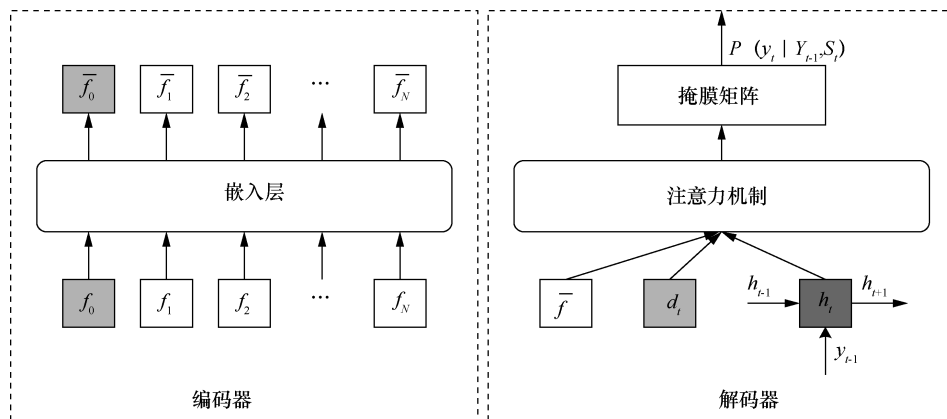 P (y_t | Y_{t-1},S_t)
f̅_0 f̅_1 f̅_2 ... f̅_N
掩膜矩阵
嵌入层
注意力机制
f_0 f_1 f_2 ... f_N
f̅ d_t h_{t-1} h_t h_{t+1}
y_{t-1}
编码器
解码器